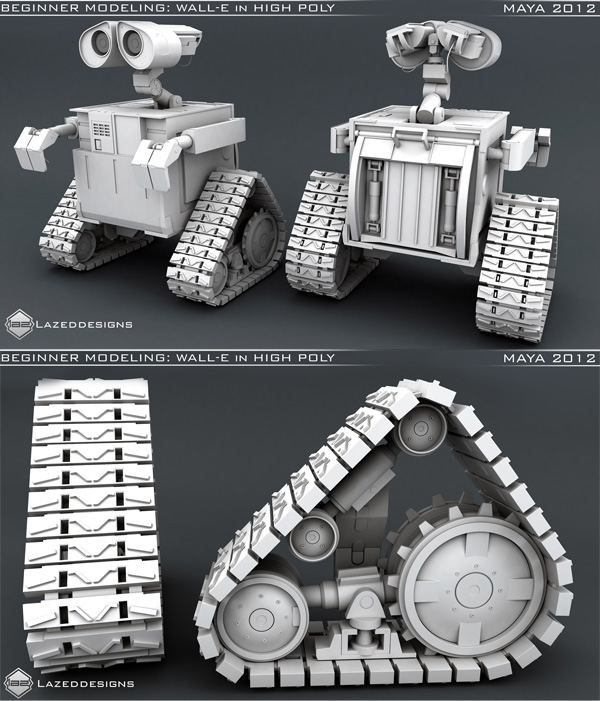 BEGINNER MODELING: WALL-E IN HIGH POLY
MAYA 2012
LAZEDDESIGNS
BEGINNER MODELING: WALL-E IN HIGH POLY
MAYA 2012
LAZEDDESIGNS